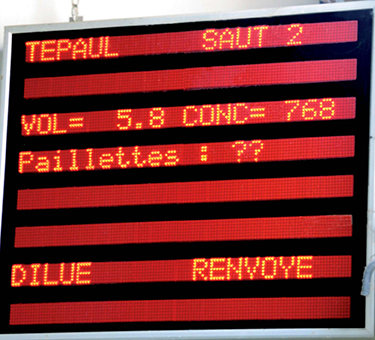 TEPAUL SAUT 2
VOL= 5.8 CONC= 768
Paillettes : ??
DILUE RENVOYE